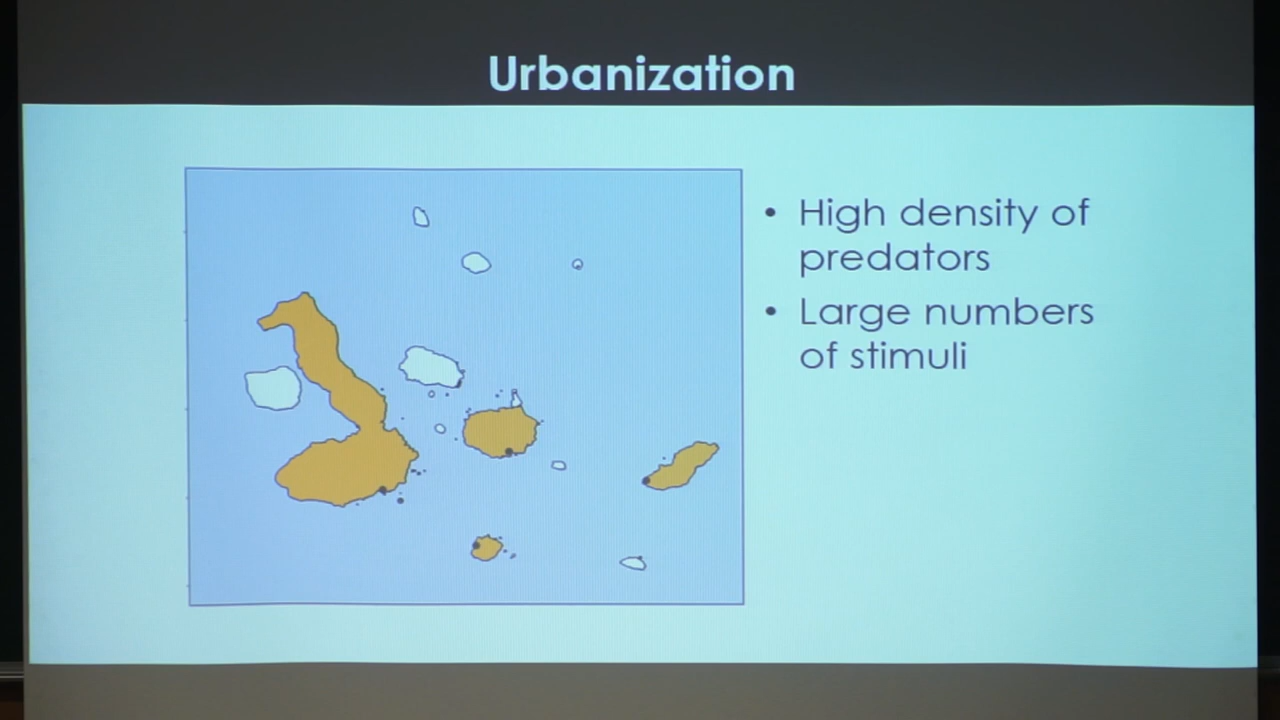 Urbanization
• High density of
predators
• Large numbers
of stimuli